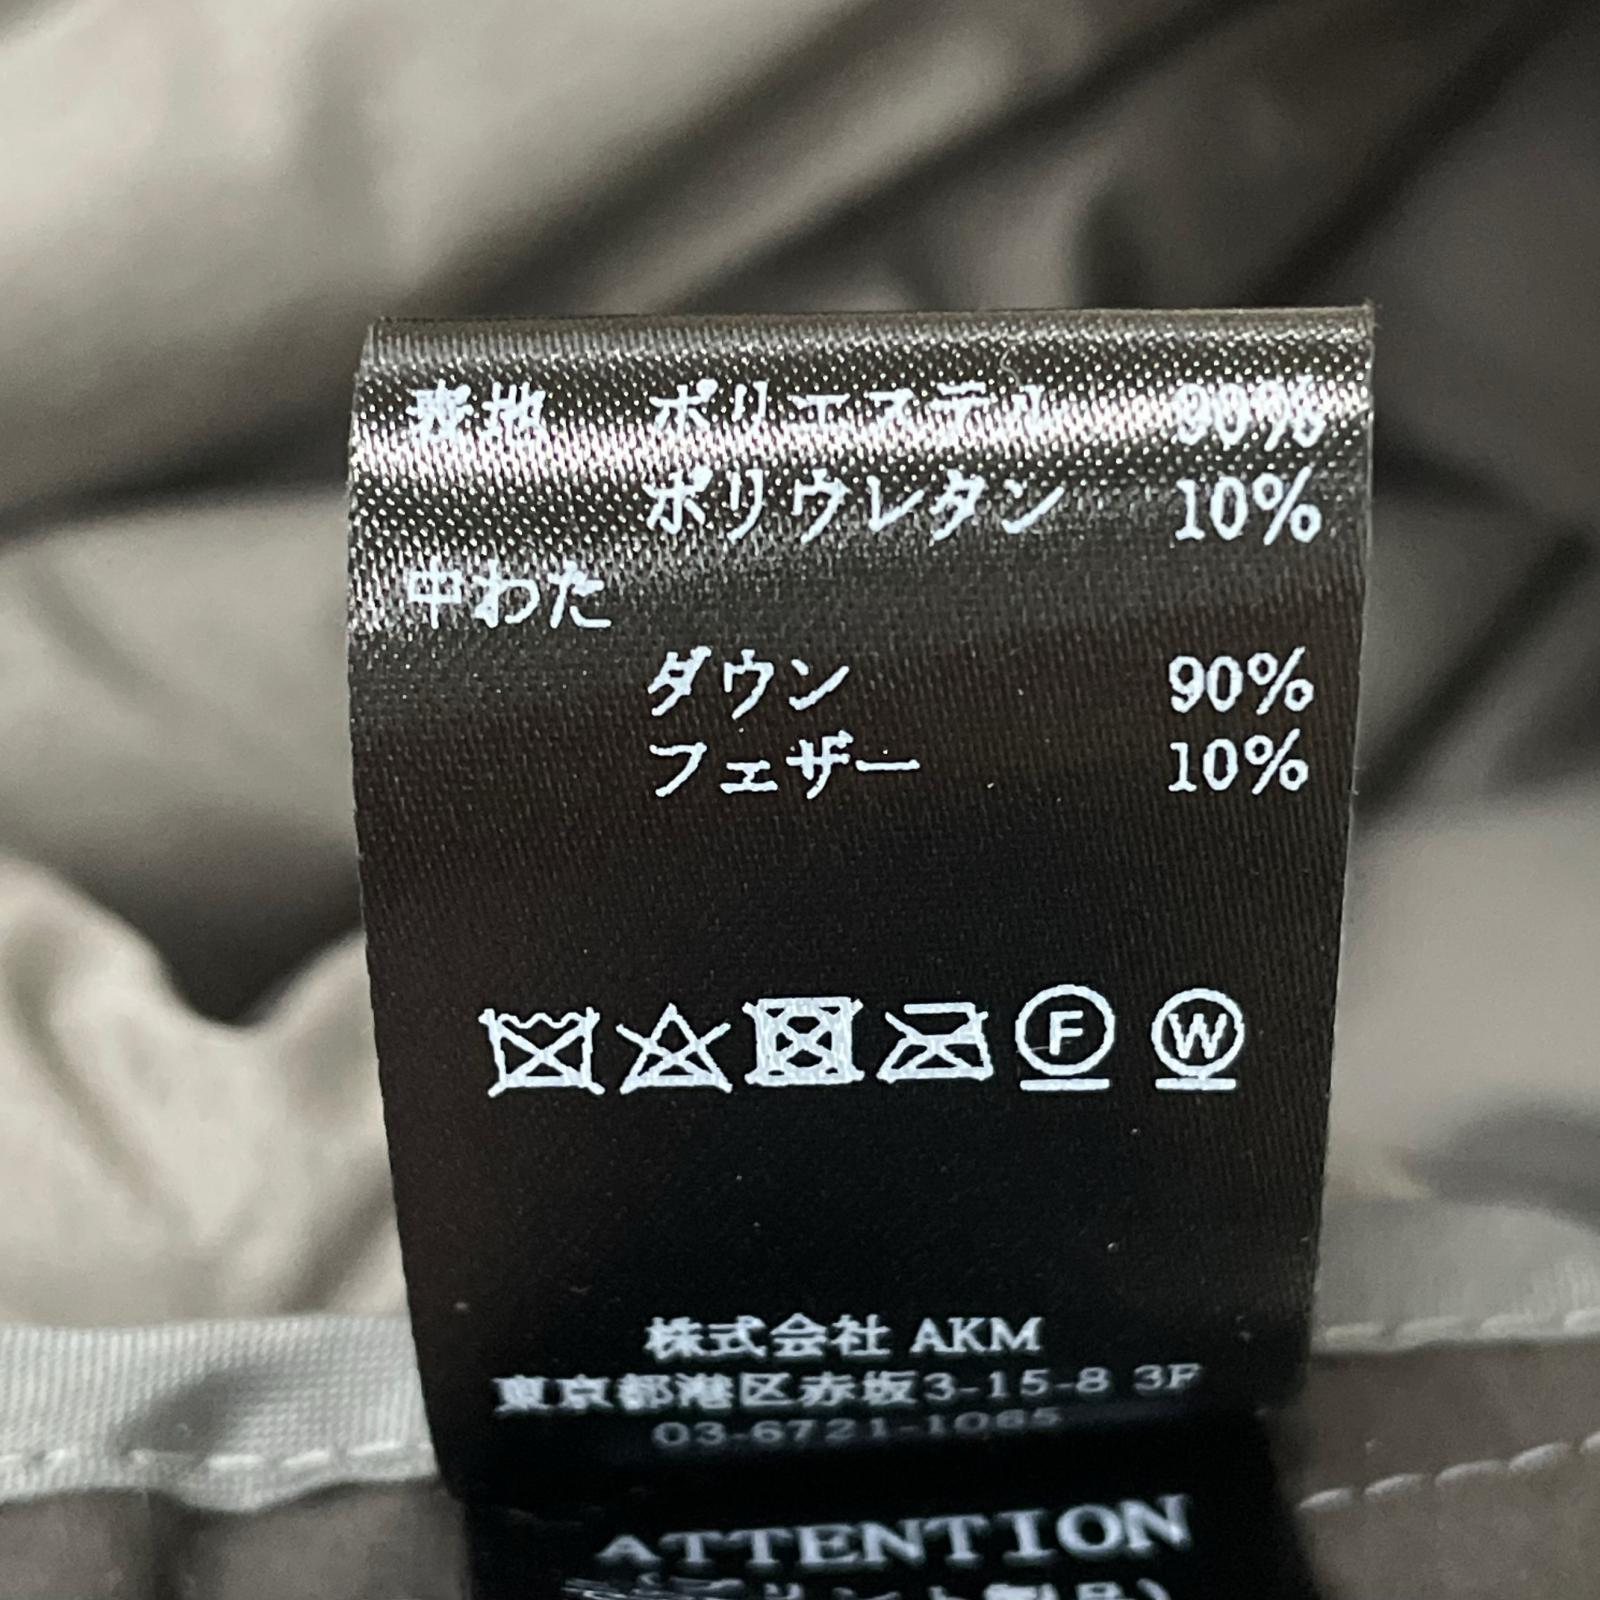 表地 ポリエステル 90%
ポリウレタン 10%
中わた
ダウン 90%
フェザー 10%
F W
株式会社 AKM
東京都港区赤坂3-15-8 3F
03-6721-1065
ATTENTION